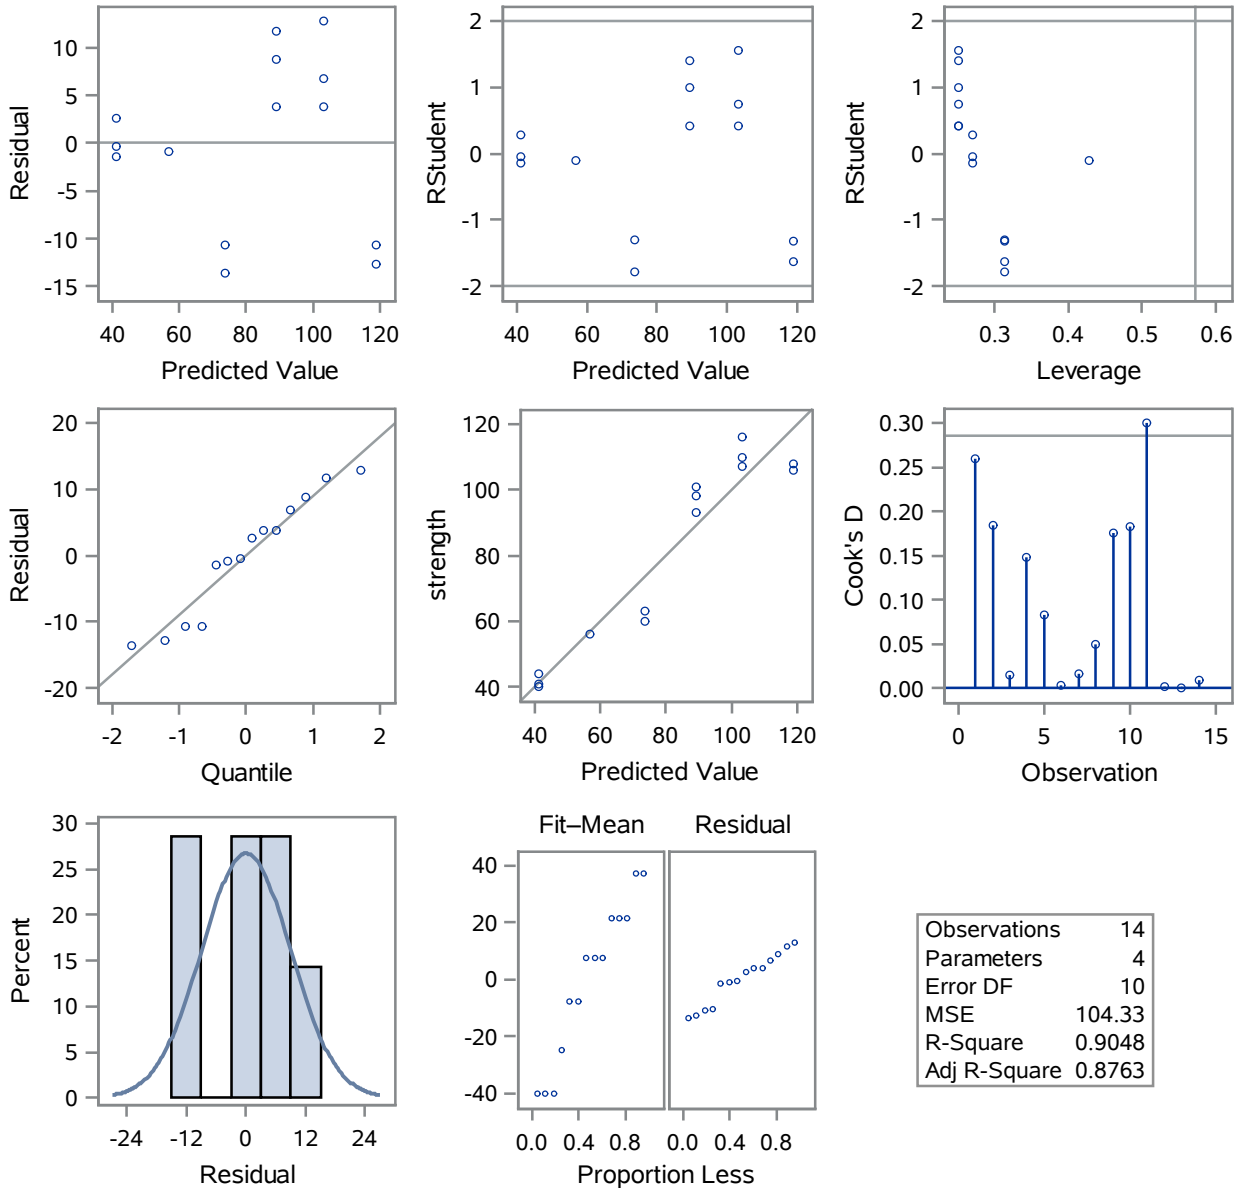 10
5
0
-5
-10
-15
Residual
40 60 80 100 120
Predicted Value
2
1
0
-1
-2
RStudent
40 60 80 100 120
Predicted Value
2
1
0
-1
-2
RStudent
0.3 0.4 0.5 0.6
Leverage
20
10
0
-10
-20
Residual
-2 -1 0 1 2
Quantile
120
100
80
60
40
strength
40 60 80 100 120
Predicted Value
0.30
0.25
0.20
0.15
0.10
0.05
0.00
Cook's D
0 5 10 15
Observation
30
25
20
15
10
5
0
Percent
-24 -12 0 12 24
Residual
Fit–Mean Residual
40
20
0
-20
-40
0.0 0.4 0.8 0.0 0.4 0.8
Proportion Less
Observations 14
Parameters 4
Error DF 10
MSE 104.33
R-Square 0.9048
Adj R-Square 0.8763